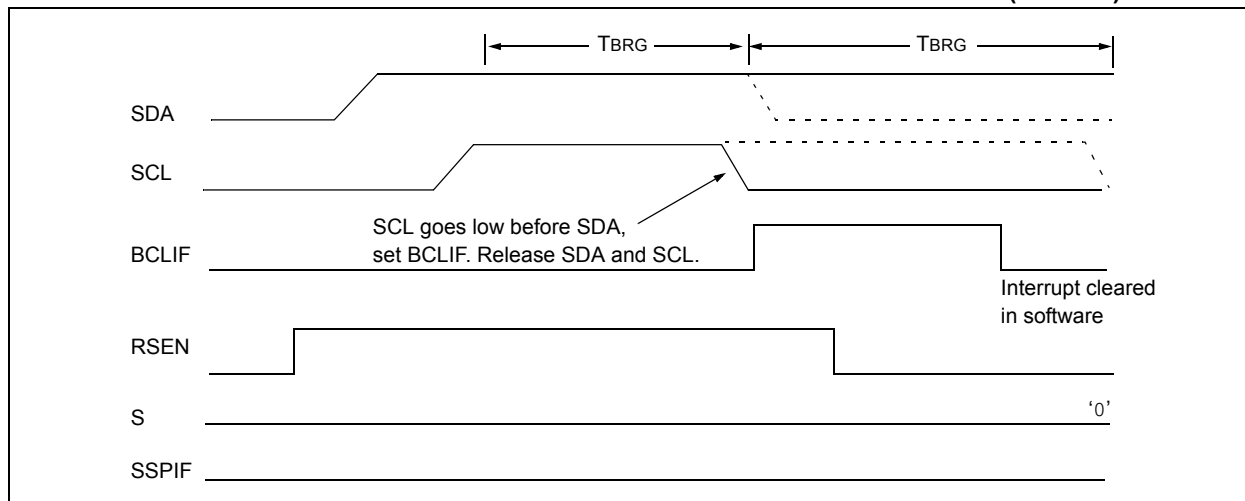 TBRG TBRG
SDA
SCL
SCL goes low before SDA,
set BCLIF. Release SDA and SCL.
BCLIF
Interrupt cleared
in software
RSEN
S
‘0’
SSPIF